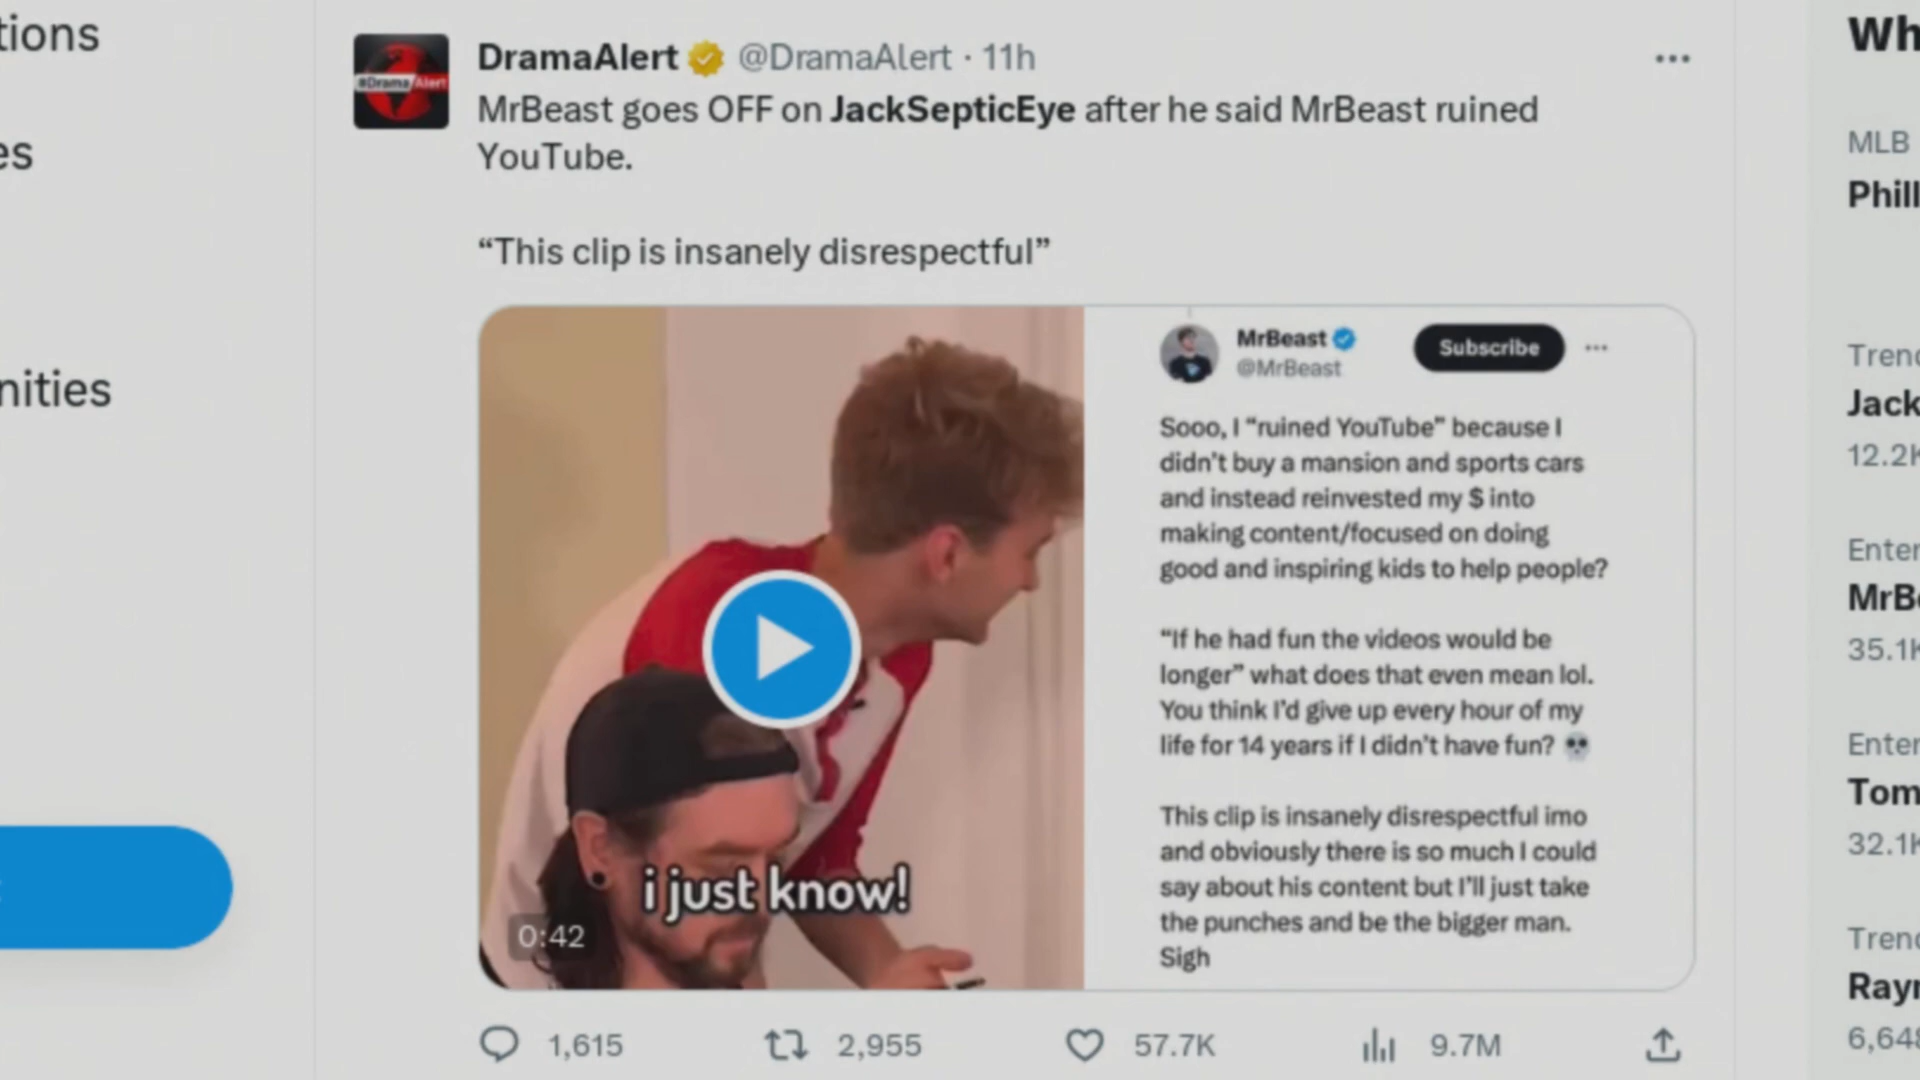 tions
es
nities
DramaAlert @DramaAlert · 11h
MrBeast goes OFF on JackSepticEye after he said MrBeast ruined
YouTube.
“This clip is insanely disrespectful”
#Drama Alert
i just know!
0:42
MrBeast
@MrBeast
Subscribe
Sooo, I “ruined YouTube” because I
didn’t buy a mansion and sports cars
and instead reinvested my $ into
making content/focused on doing
good and inspiring kids to help people?
“If he had fun the videos would be
longer” what does that even mean lol.
You think I’d give up every hour of my
life for 14 years if I didn’t have fun? 💀
This clip is insanely disrespectful imo
and obviously there is so much I could
say about his content but I’ll just take
the punches and be the bigger man.
Sigh
1,615 2,955 57.7K 9.7M
Wh
MLB
Phill
Trend
Jack
12.2K
Enter
MrBe
35.1K
Enter
Tom
32.1K
Trend
Raym
6,648